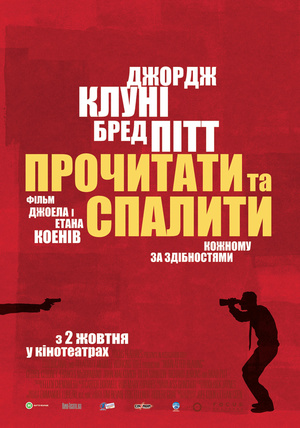 ДЖОРДЖ
КЛУНІ
БРЕД ПІТТ
ПРОЧИТАТИ та
СПАЛИТИ
ФІЛЬМ
ДЖОЕЛА І
ЕТАНА
КОЕНІВ
КОЖНОМУ
ЗА ЗДІБНОСТЯМИ
з 2 жовтня
у кінотеатрах